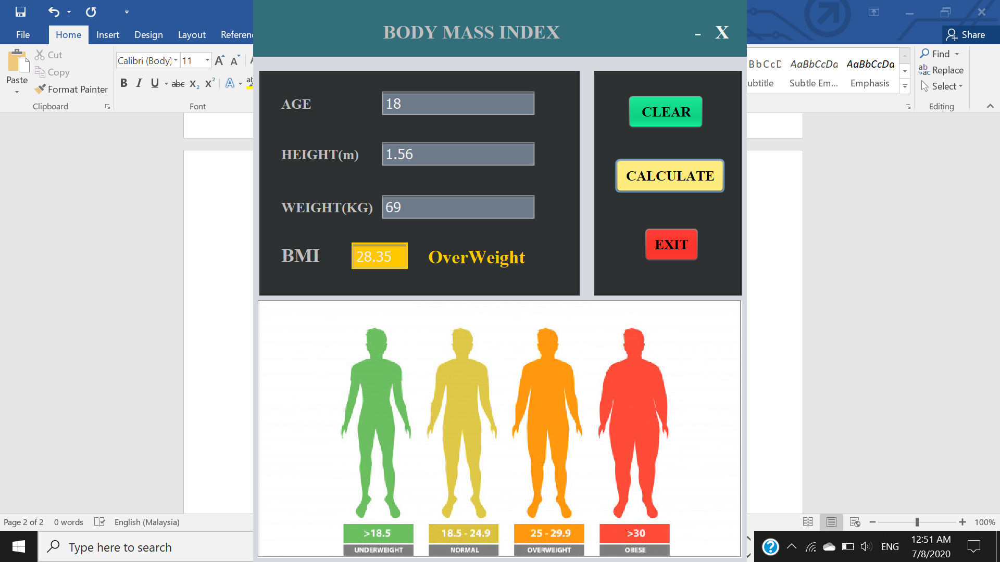 BODY MASS INDEX
- X
File Home Insert Design Layout Referen
Share
Paste
Cut
Copy
Format Painter
Clipboard
Calibri (Body) 11
B I U abc X2 X2 A ab
Font
BbCcD AaBbCcDd AaBbCcDd
ubtitle Subtle Em... Emphasis
Find
Replace
Select
Editing
AGE 18
HEIGHT(m) 1.56
WEIGHT(KG) 69
BMI 28.35 OverWeight
CLEAR
CALCULATE
EXIT
>18.5 18.5 - 24.9 25 - 29.9 >30
UNDERWEIGHT NORMAL OVERWEIGHT OBESE
Page 2 of 2 0 words English (Malaysia)
100%
Type here to search
ENG
12:51 AM
7/8/2020